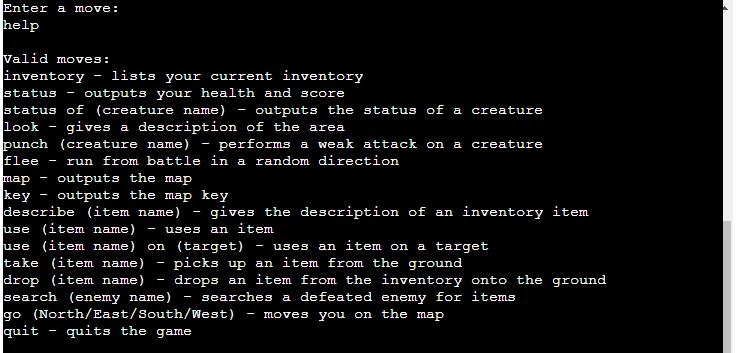 Enter a move:
help
Valid moves:
inventory - lists your current inventory
status - outputs your health and score
status of (creature name) - outputs the status of a creature
look - gives a description of the area
punch (creature name) - performs a weak attack on a creature
flee - run from battle in a random direction
map - outputs the map
key - outputs the map key
describe (item name) - gives the description of an inventory item
use (item name) - uses an item
use (item name) on (target) - uses an item on a target
take (item name) - picks up an item from the ground
drop (item name) - drops an item from the inventory onto the ground
search (enemy name) - searches a defeated enemy for items
go (North/East/South/West) - moves you on the map
quit - quits the game